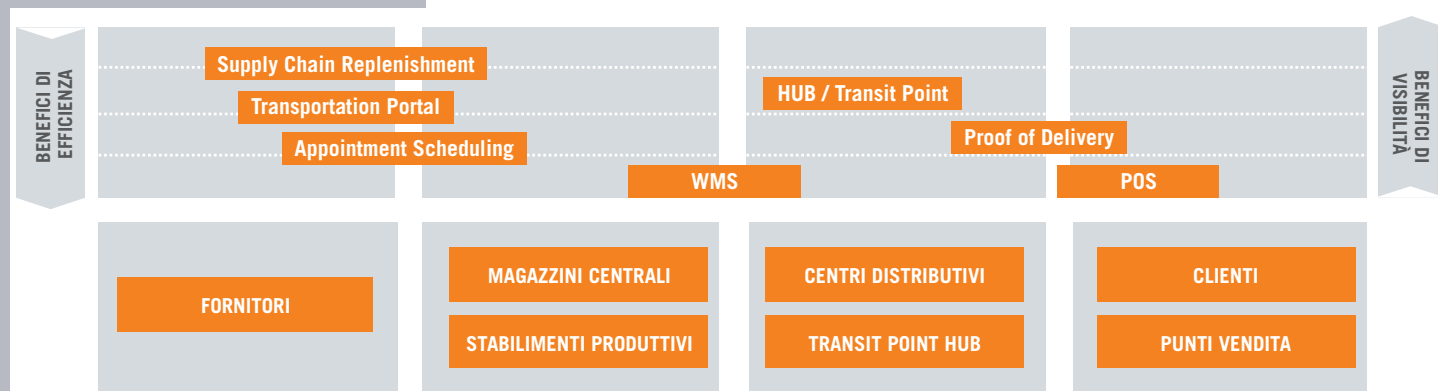 BENEFICI DI
EFFICIENZA
Supply Chain Replenishment
Transportation Portal
Appointment Scheduling
WMS
HUB / Transit Point
Proof of Delivery
POS
BENEFICI DI
VISIBILITÀ
FORNITORI
MAGAZZINI CENTRALI
STABILIMENTI PRODUTTIVI
CENTRI DISTRIBUTIVI
TRANSIT POINT HUB
CLIENTI
PUNTI VENDITA